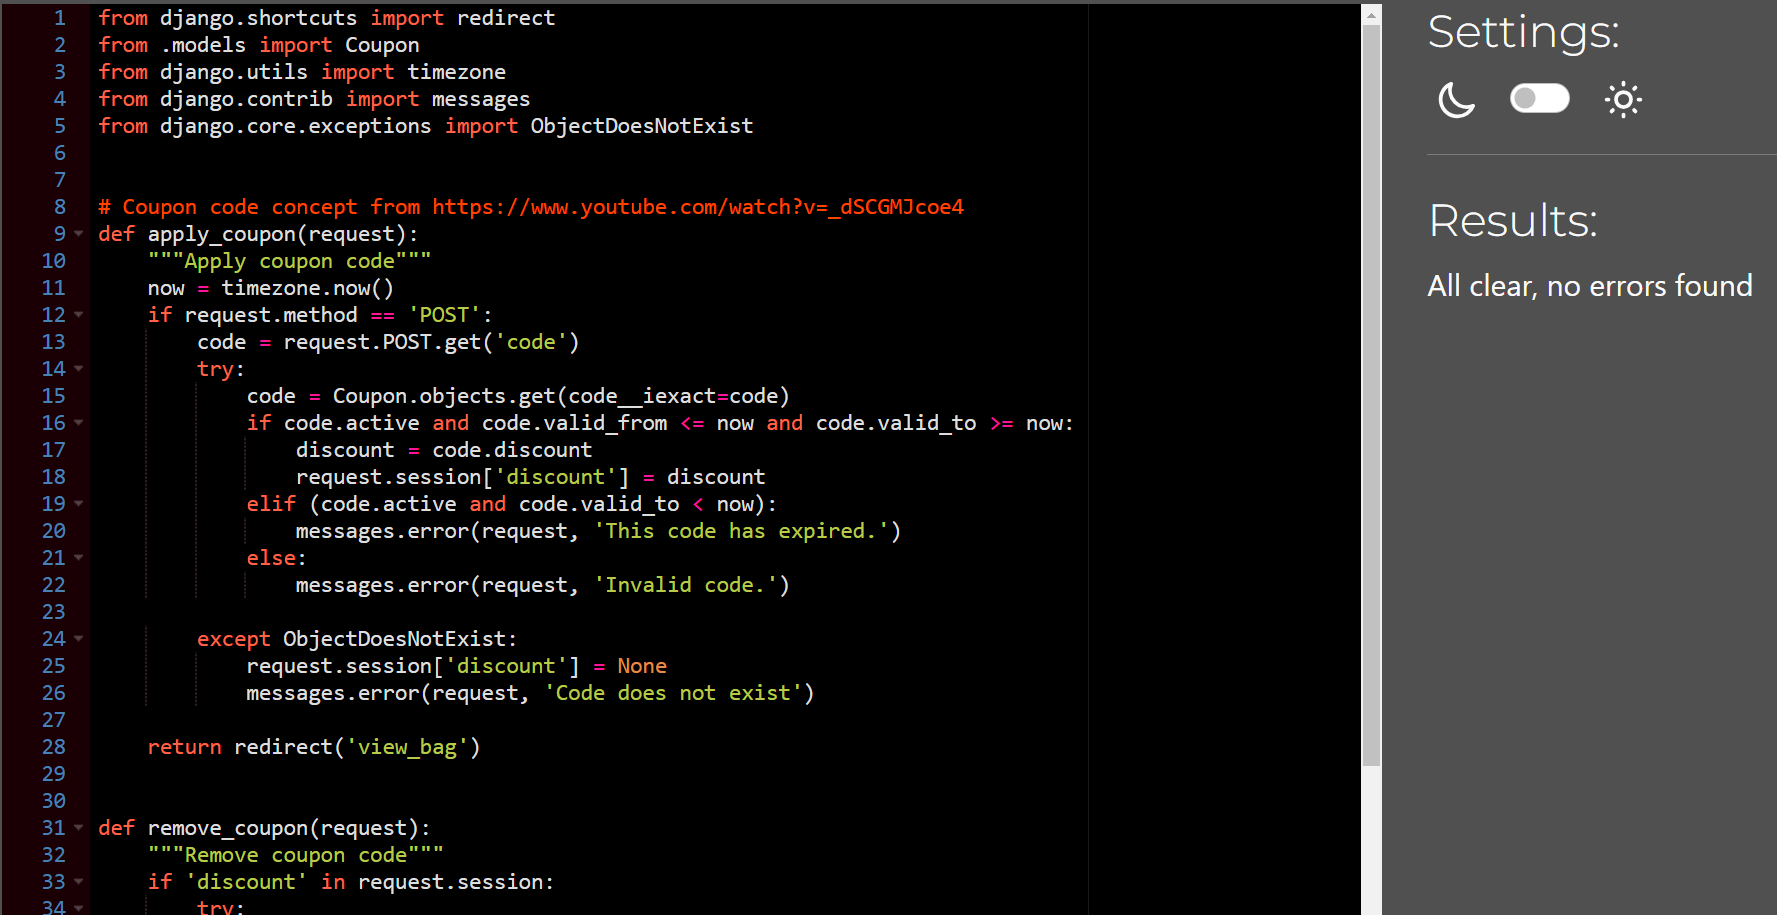 1 from django.shortcuts import redirect
2 from .models import Coupon
3 from django.utils import timezone
4 from django.contrib import messages
5 from django.core.exceptions import ObjectDoesNotExist
6
7
8 # Coupon code concept from https://www.youtube.com/watch?v=_dSCGMJcoe4
9 def apply_coupon(request):
10     """Apply coupon code"""
11     now = timezone.now()
12     if request.method == 'POST':
13         code = request.POST.get('code')
14         try:
15             code = Coupon.objects.get(code__iexact=code)
16             if code.active and code.valid_from <= now and code.valid_to >= now:
17                 discount = code.discount
18                 request.session['discount'] = discount
19             elif (code.active and code.valid_to < now):
20                 messages.error(request, 'This code has expired.')
21             else:
22                 messages.error(request, 'Invalid code.')
23
24         except ObjectDoesNotExist:
25             request.session['discount'] = None
26             messages.error(request, 'Code does not exist')
27
28     return redirect('view_bag')
29
30
31 def remove_coupon(request):
32     """Remove coupon code"""
33     if 'discount' in request.session:
34         try:
Settings:
Results:
All clear, no errors found